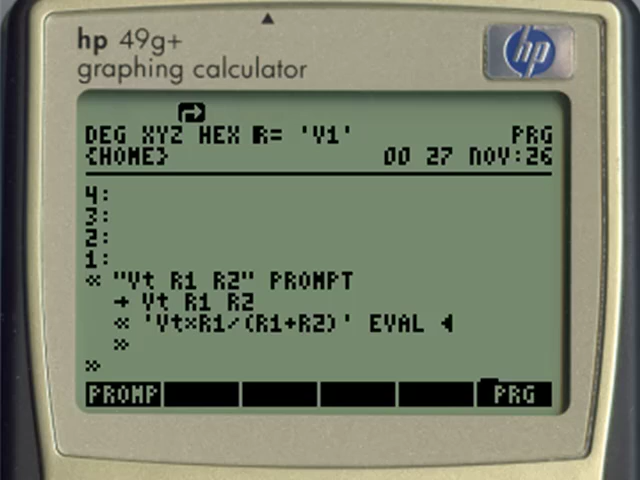 hp 49g+
graphing calculator
hp
DEG XYZ HEX R= 'V1' PRG
{HOME} 00 27 NOV:26
4:
3:
2:
1:
« "Vt R1 R2" PROMPT
→ Vt R1 R2
« 'Vt×R1/(R1+R2)' EVAL ◀
»
»
PROMP PRG